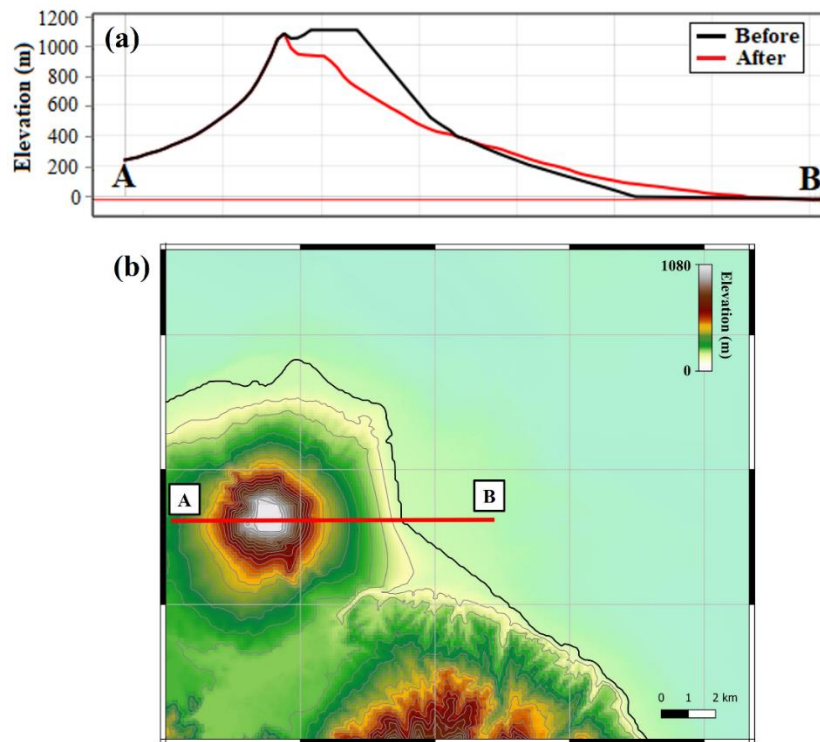 (a)
Before
After
Elevation (m)
1200
1000
800
600
400
200
0
A
B
(b)
1080
0
Elevation (m)
A
B
0 1 2 km